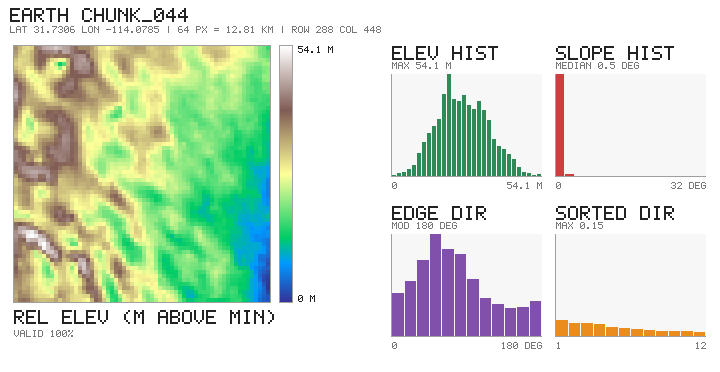 EARTH CHUNK_044
LAT 31.7306 LON -114.0785 | 64 PX = 12.81 KM | ROW 288 COL 448
54.1 M
0 M
REL ELEV (M ABOVE MIN)
VALID 100%
ELEV HIST
MAX 54.1 M
0 54.1 M
SLOPE HIST
MEDIAN 0.5 DEG
0 32 DEG
EDGE DIR
MOD 180 DEG
0 180 DEG
SORTED DIR
MAX 0.15
1 12